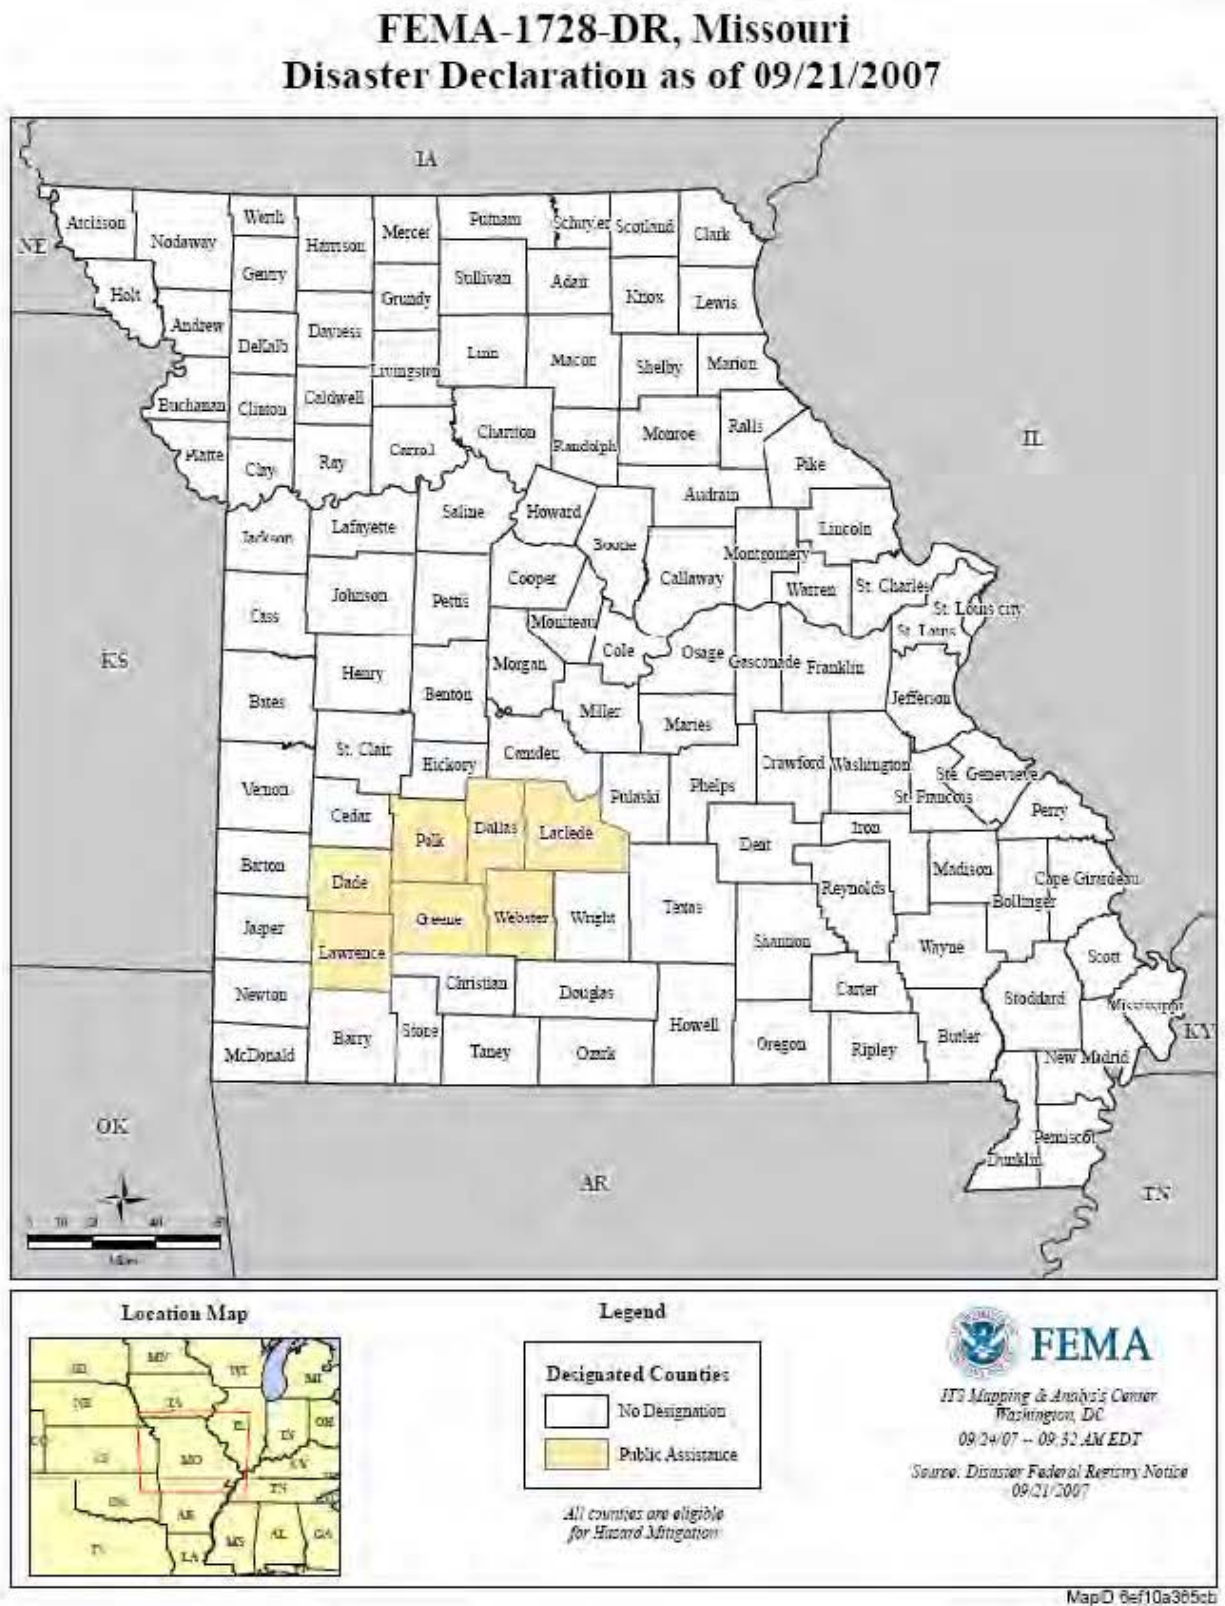 FEMA-1728-DR, Missouri
Disaster Declaration as of 09/21/2007
IA
NE
IL
KS
OK
AR
KY
TN
Atchison
Nodaway
Worth
Harrison
Mercer
Putnam
Schuyler
Scotland
Clark
Gentry
Sullivan
Adair
Holt
Grundy
Knox
Lewis
Andrew
DeKalb
Daviess
Livingston
Linn
Macon
Shelby
Marion
Buchanan
Clinton
Caldwell
Chariton
Randolph
Monroe
Ralls
Platte
Clay
Ray
Carroll
Pike
Audrain
Saline
Howard
Jackson
Lafayette
Boone
Lincoln
Montgomery
Cooper
Callaway
Warren
St. Charles
St. Louis city
St. Louis
Cass
Johnson
Pettis
Moniteau
Cole
Osage
Gasconade
Franklin
Morgan
Henry
Jefferson
Bates
Benton
Miller
Maries
St. Clair
Hickory
Camden
Crawford
Washington
Ste. Genevieve
Vernon
Pulaski
Phelps
St. Francois
Perry
Cedar
Polk
Dallas
Laclede
Dent
Iron
Barton
Dade
Reynolds
Madison
Cape Girardeau
Bollinger
Jasper
Greene
Webster
Wright
Texas
Shannon
Wayne
Lawrence
Scott
Newton
Christian
Douglas
Carter
Stoddard
Mississippi
Barry
Stone
Howell
Butler
McDonald
Taney
Ozark
Oregon
Ripley
New Madrid
Dunklin
Pemiscot
Miles
Location Map
MN
WI
MI
NE
IA
IL
IN
OH
MO
TN
AR
MS
AL
GA
LA
Legend
Designated Counties
No Designation
Public Assistance
All counties are eligible
for Hazard Mitigation
FEMA
ITS Mapping & Analysis Center
Washington, DC
09/24/07 -- 09:32 AM EDT
Source: Disaster Federal Registry Notice
09/21/2007
MapID 6ef10a365cb